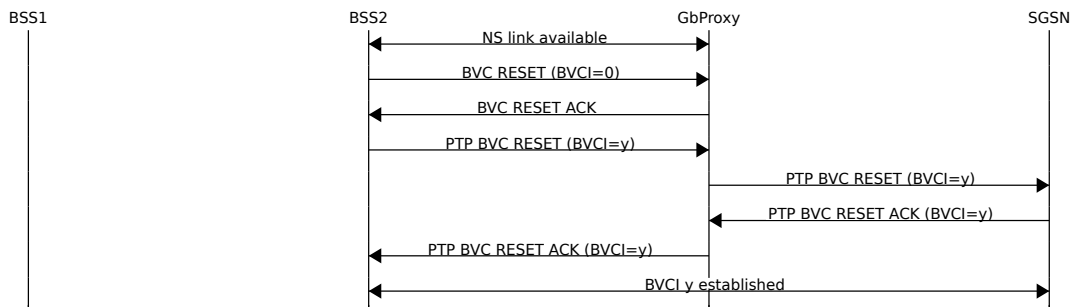 BSS1 BSS2 GbProxy SGSN
NS link available
BVC RESET (BVCI=0)
BVC RESET ACK
PTP BVC RESET (BVCI=y)
PTP BVC RESET (BVCI=y)
PTP BVC RESET ACK (BVCI=y)
PTP BVC RESET ACK (BVCI=y)
BVCI y established